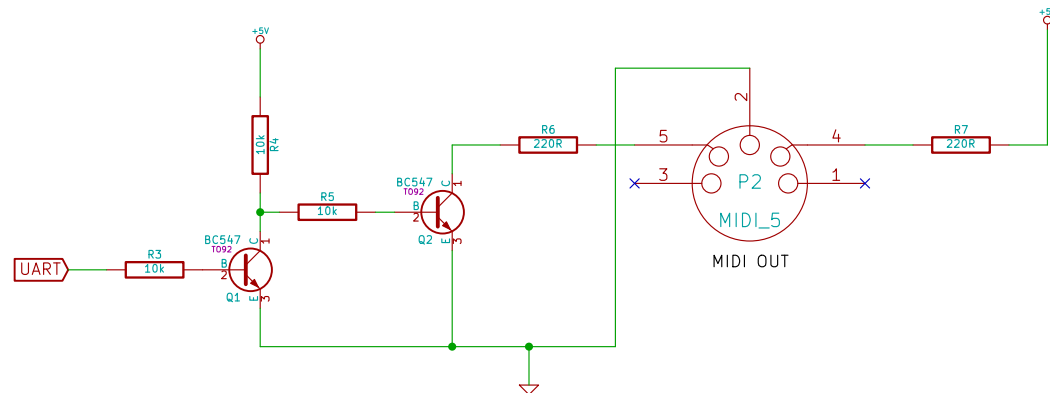 +5V
+5
10k
R4
R6
220R
5
2
4
R7
220R
3
P2
1
MIDI_5
MIDI OUT
R5
10k
BC547
TO92
C
1
B
2
Q2
E
3
BC547
TO92
C
1
UART
R3
10k
B
2
Q1
E
3